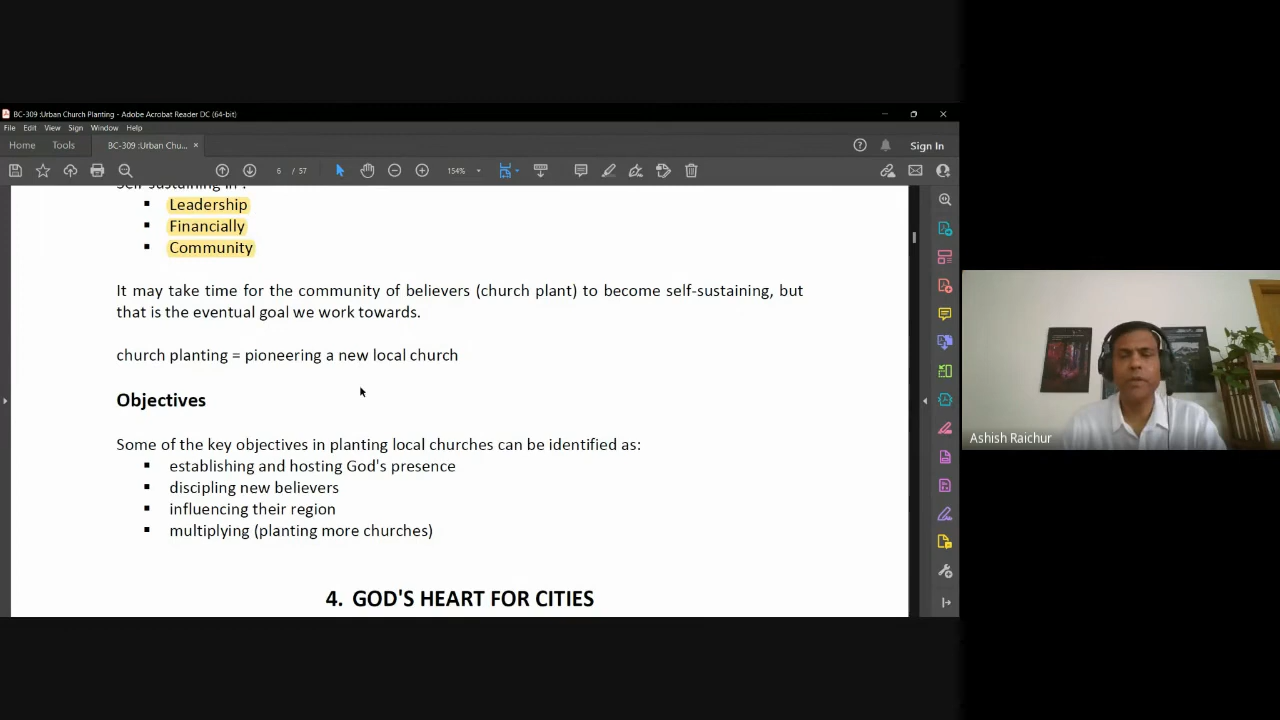 BC-309 :Urban Church Planting - Adobe Acrobat Reader DC (64-bit)
File Edit View Sign Window Help
Home Tools BC-309 :Urban Chu... × Sign In
6 / 57 154%
Self-sustaining in :
▪ Leadership
▪ Financially
▪ Community
It may take time for the community of believers (church plant) to become self-sustaining, but
that is the eventual goal we work towards.
church planting = pioneering a new local church
Objectives
Some of the key objectives in planting local churches can be identified as:
▪ establishing and hosting God's presence
▪ discipling new believers
▪ influencing their region
▪ multiplying (planting more churches)
4. GOD'S HEART FOR CITIES
Ashish Raichur